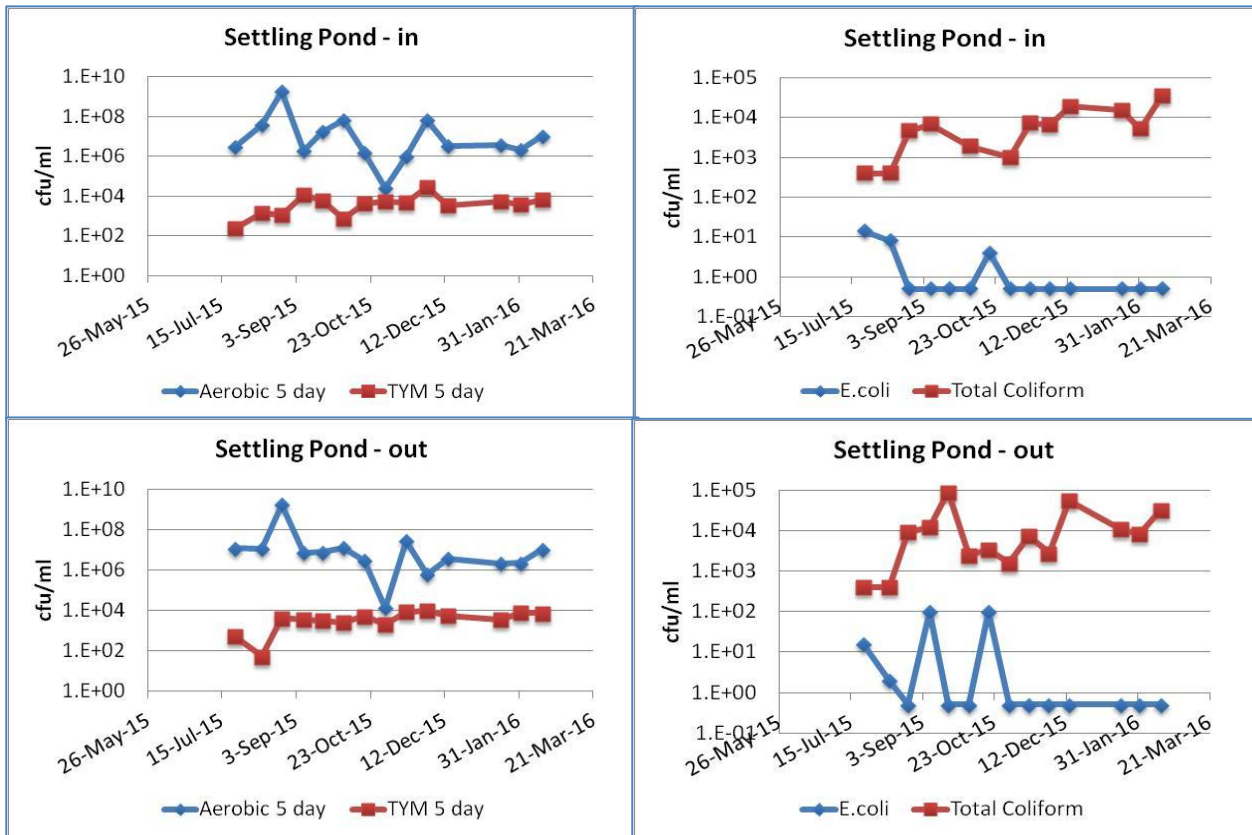 Settling Pond - in
cfu/ml
1.E+10
1.E+08
1.E+06
1.E+04
1.E+02
1.E+00
26-May-15
15-Jul-15
3-Sep-15
23-Oct-15
12-Dec-15
31-Jan-16
21-Mar-16
Aerobic 5 day
TYM 5 day
Settling Pond - in
cfu/ml
1.E+05
1.E+04
1.E+03
1.E+02
1.E+01
1.E+00
1.E-01
26-May-15
15-Jul-15
3-Sep-15
23-Oct-15
12-Dec-15
31-Jan-16
21-Mar-16
E.coli
Total Coliform
Settling Pond - out
cfu/ml
1.E+10
1.E+08
1.E+06
1.E+04
1.E+02
1.E+00
26-May-15
15-Jul-15
3-Sep-15
23-Oct-15
12-Dec-15
31-Jan-16
21-Mar-16
Aerobic 5 day
TYM 5 day
Settling Pond - out
cfu/ml
1.E+05
1.E+04
1.E+03
1.E+02
1.E+01
1.E+00
1.E-01
26-May-15
15-Jul-15
3-Sep-15
23-Oct-15
12-Dec-15
31-Jan-16
21-Mar-16
E.coli
Total Coliform